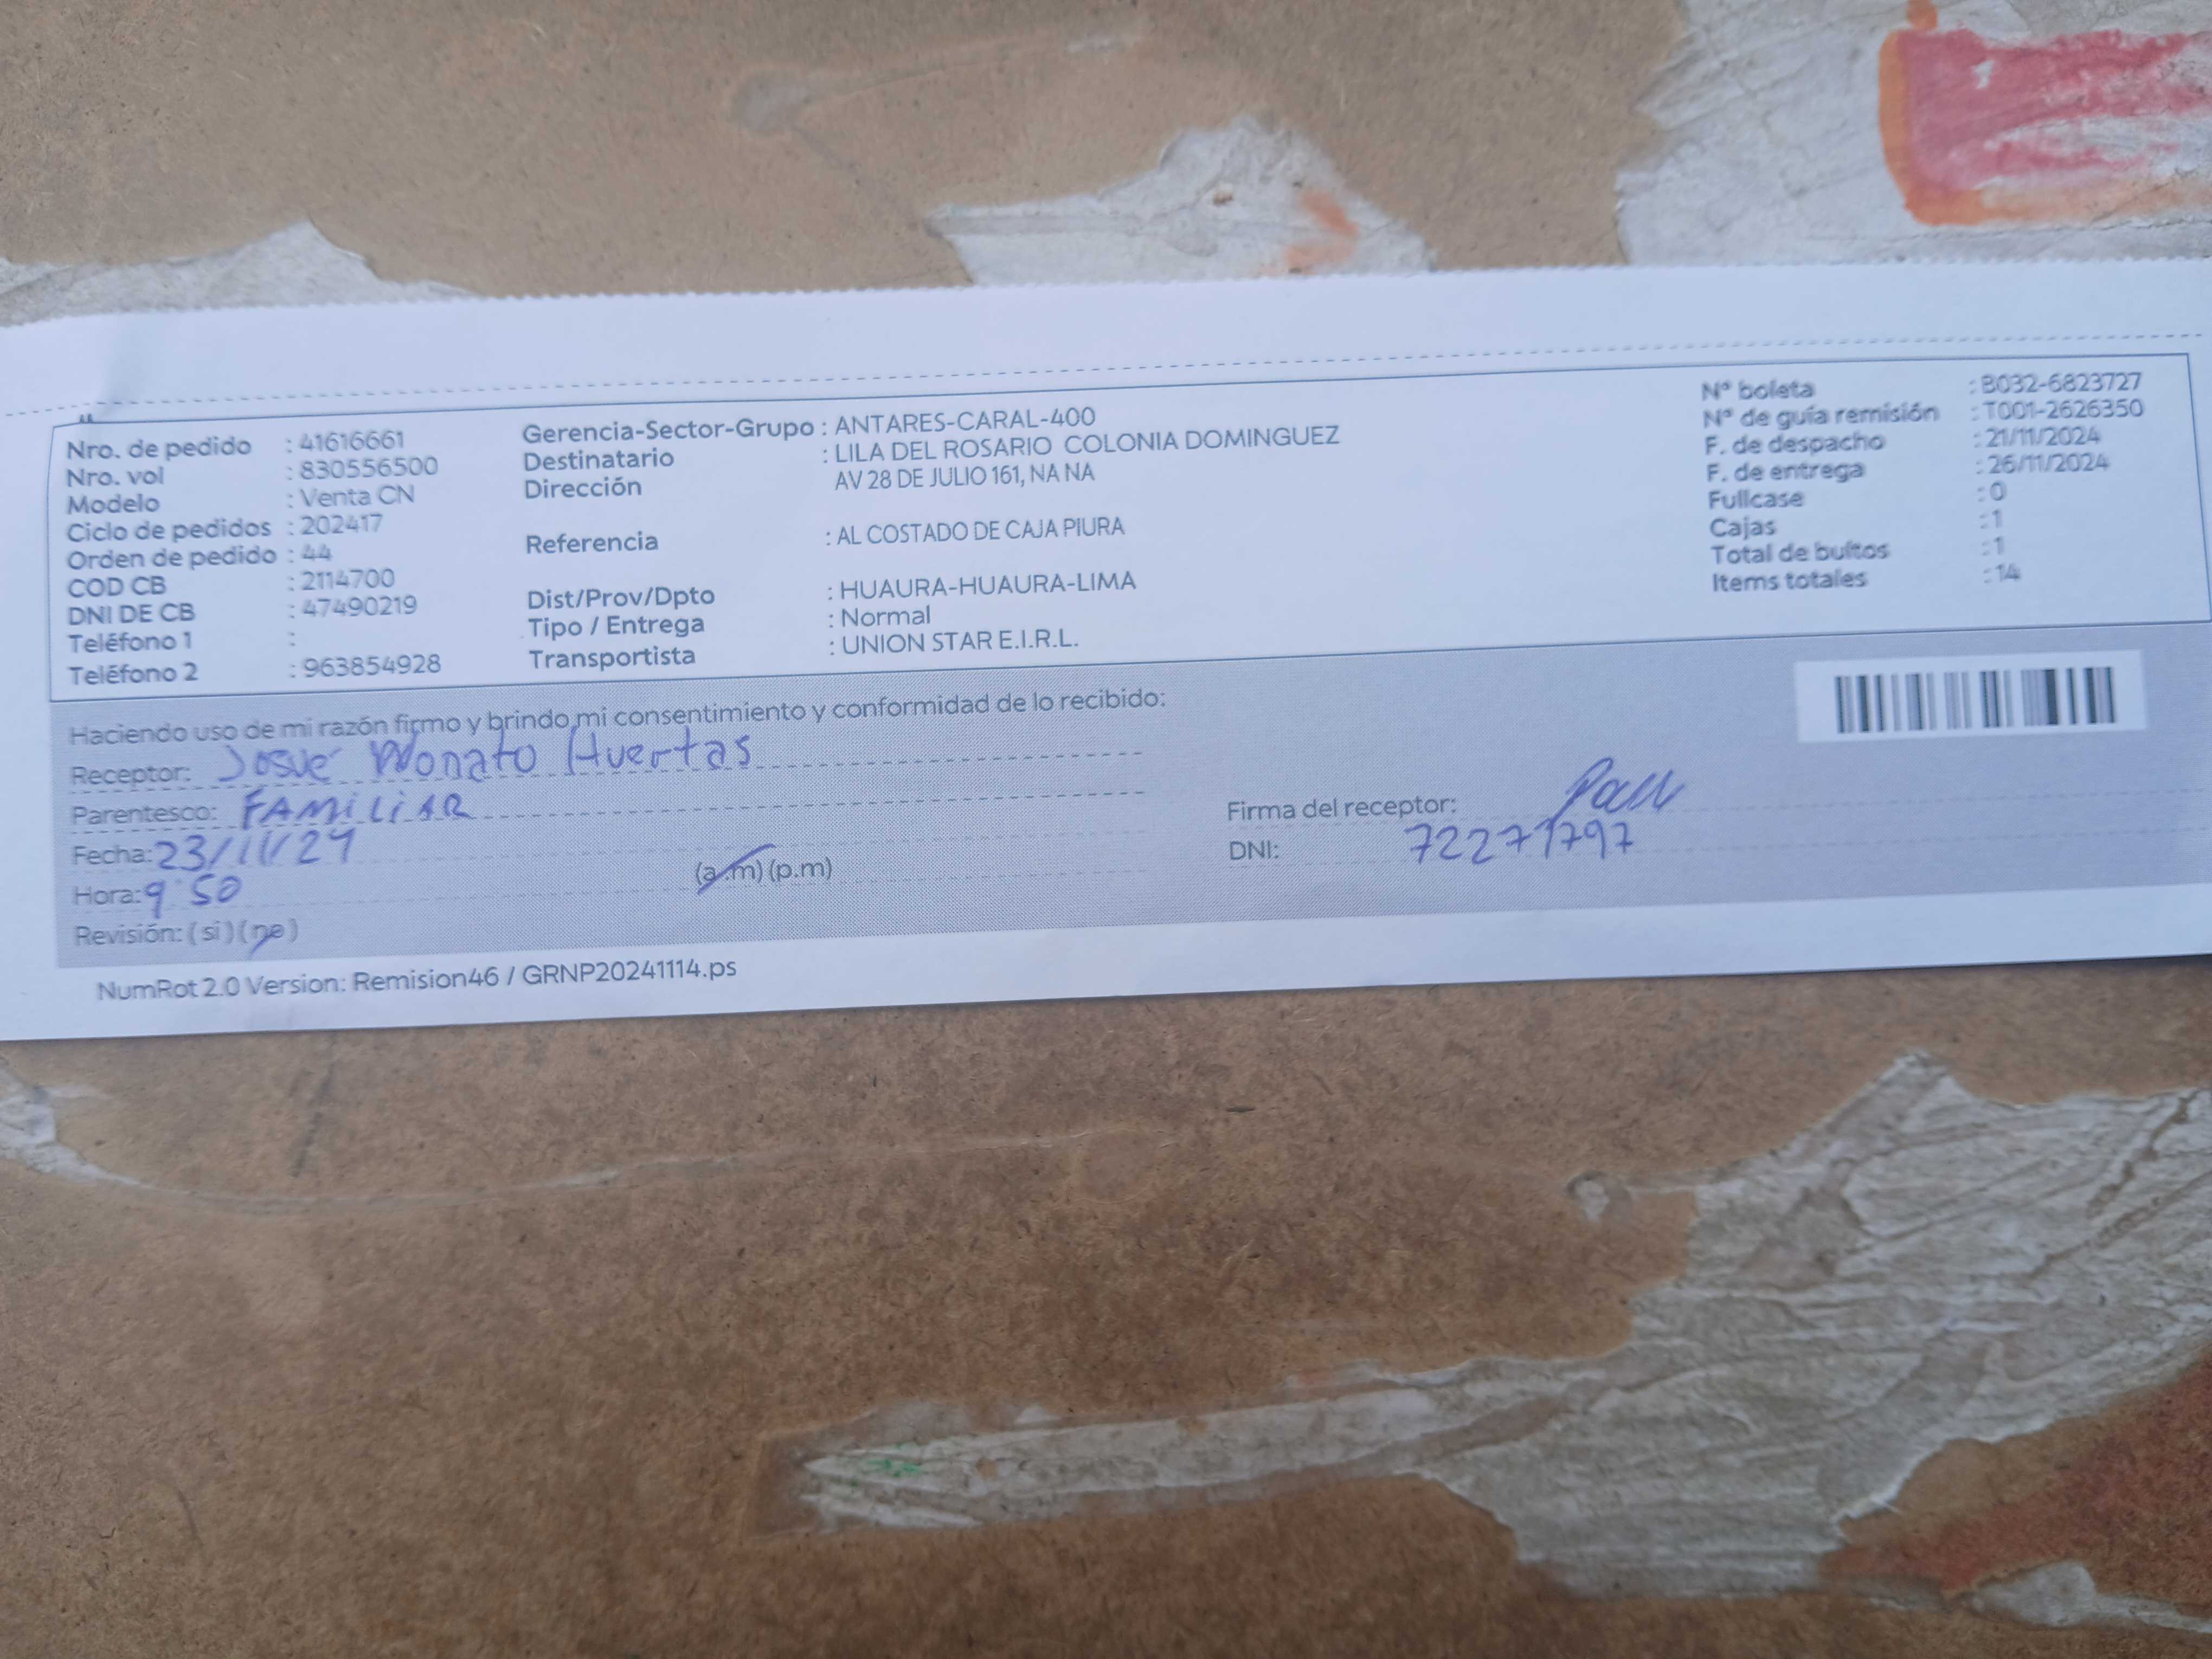 Nro. de pedido : 41616661
Nro. vol : 830556500
Modelo : Venta CN
Ciclo de pedidos : 202417
Orden de pedido : 44
COD CB : 2114700
DNI DE CB : 47490219
Teléfono 1 :
Teléfono 2 : 963854928
Gerencia-Sector-Grupo : ANTARES-CARAL-400
Destinatario : LILA DEL ROSARIO COLONIA DOMINGUEZ
Dirección AV 28 DE JULIO 161, NA NA
Referencia : AL COSTADO DE CAJA PIURA
Dist/Prov/Dpto : HUAURA-HUAURA-LIMA
Tipo / Entrega : Normal
Transportista : UNION STAR E.I.R.L.
Nº boleta : B032-6823727
Nº de guía remisión : T001-2626350
F. de despacho : 21/11/2024
F. de entrega : 26/11/2024
Fullcase : 0
Cajas : 1
Total de bultos : 1
Items totales : 14
Haciendo uso de mi razón firmo y brindo mi consentimiento y conformidad de lo recibido:
Receptor: Josué Huertas
Parentesco: FAMILIAR
Fecha: 23/11/24
Hora: 9 50 (a.m) (p.m)
Revisión: (si) (no)
Firma del receptor:
DNI: 72271797
NumRot 2.0 Version: Remision46 / GRNP20241114.ps